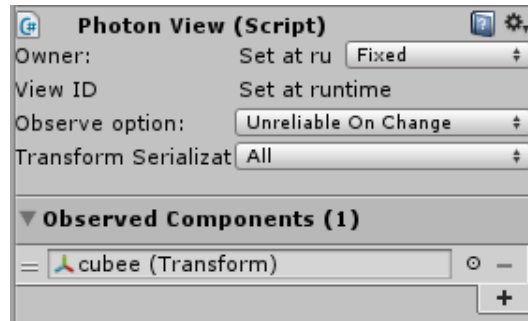 Photon View (Script)
Owner: Set at ru Fixed
View ID Set at runtime
Observe option: Unreliable On Change
Transform Serializat All
Observed Components (1)
cubee (Transform)